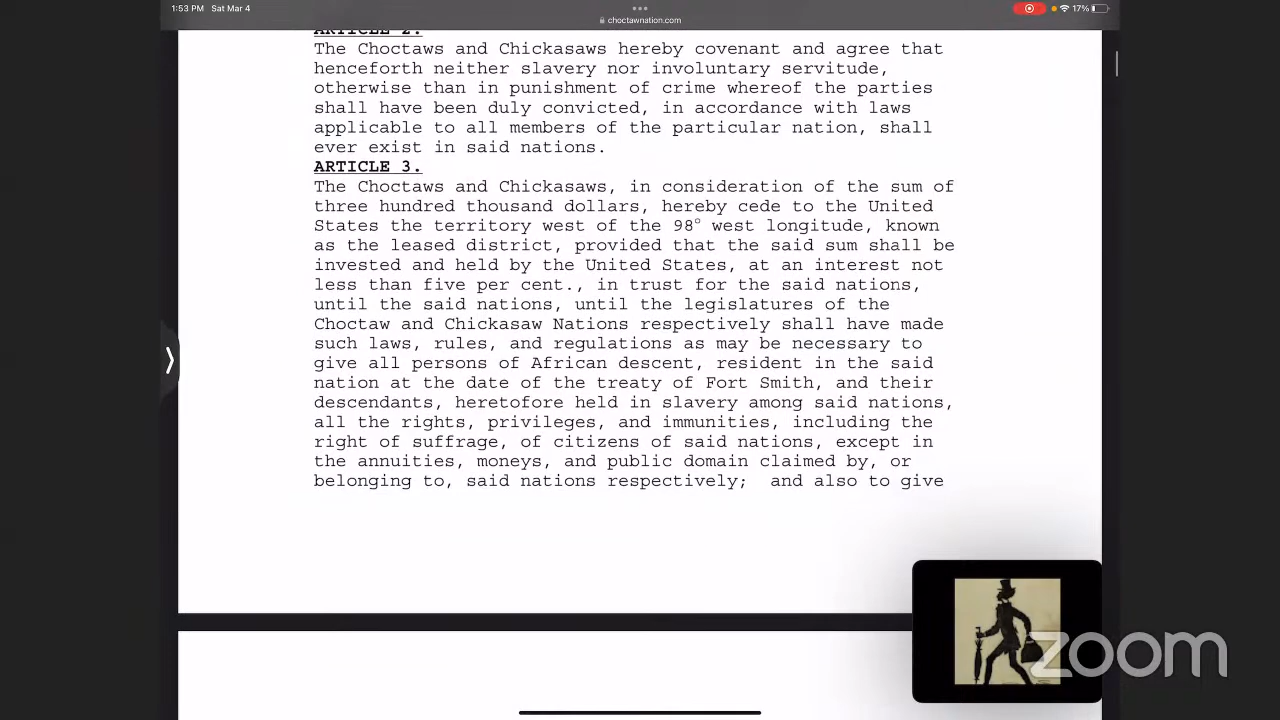 1:53 PM Sat Mar 4
17%
choctawnation.com
ARTICLE 2.
The Choctaws and Chickasaws hereby covenant and agree that
henceforth neither slavery nor involuntary servitude,
otherwise than in punishment of crime whereof the parties
shall have been duly convicted, in accordance with laws
applicable to all members of the particular nation, shall
ever exist in said nations.
ARTICLE 3.
The Choctaws and Chickasaws, in consideration of the sum of
three hundred thousand dollars, hereby cede to the United
States the territory west of the 98° west longitude, known
as the leased district, provided that the said sum shall be
invested and held by the United States, at an interest not
less than five per cent., in trust for the said nations,
until the said nations, until the legislatures of the
Choctaw and Chickasaw Nations respectively shall have made
such laws, rules, and regulations as may be necessary to
give all persons of African descent, resident in the said
nation at the date of the treaty of Fort Smith, and their
descendants, heretofore held in slavery among said nations,
all the rights, privileges, and immunities, including the
right of suffrage, of citizens of said nations, except in
the annuities, moneys, and public domain claimed by, or
belonging to, said nations respectively; and also to give
zoom